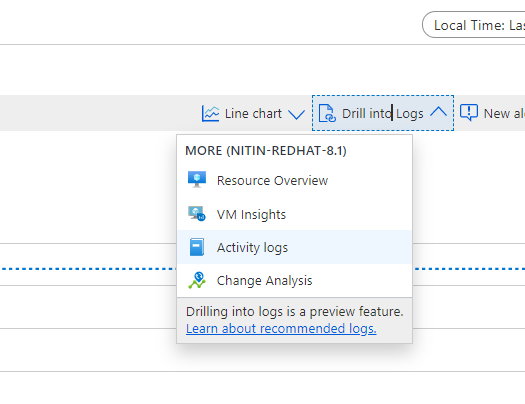 Local Time: Las
Line chart
Drill into Logs
New al
MORE (NITIN-REDHAT-8.1)
Resource Overview
VM Insights
Activity logs
Change Analysis
Drilling into logs is a preview feature.
Learn about recommended logs.